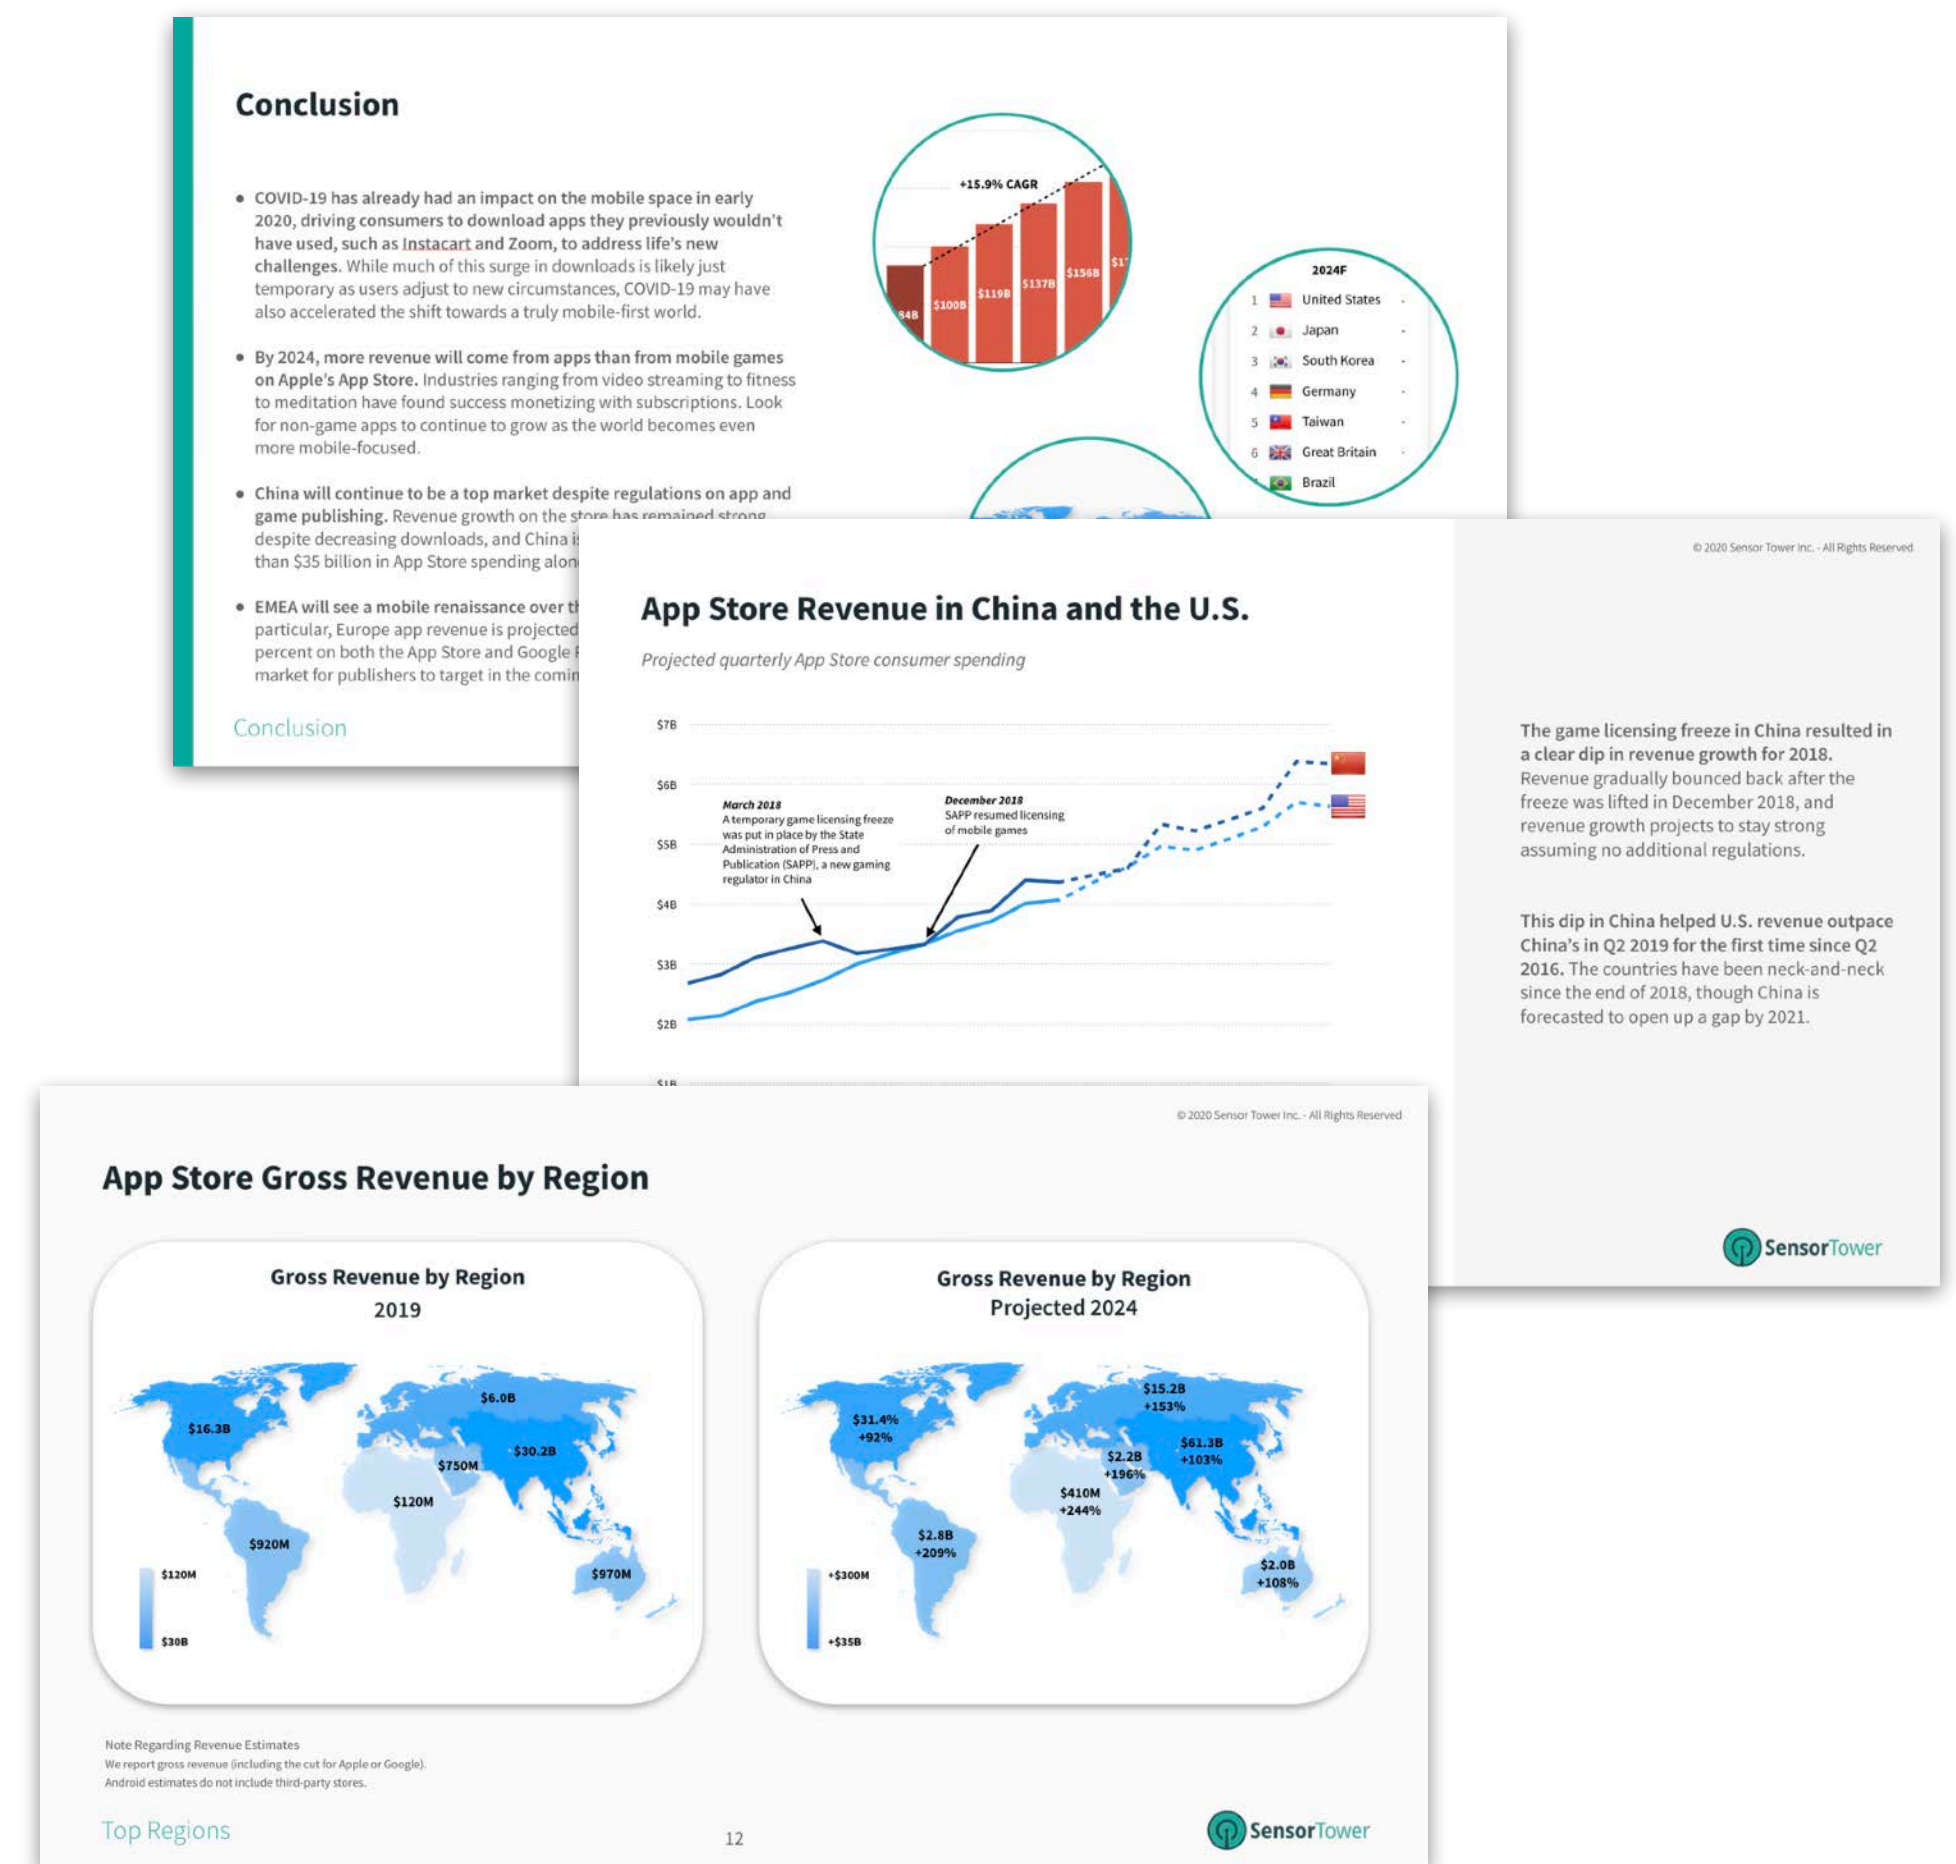 Conclusion
• COVID-19 has already had an impact on the mobile space in early
2020, driving consumers to download apps they previously wouldn't
have used, such as Instacart and Zoom, to address life's new
challenges. While much of this surge in downloads is likely just
temporary as users adjust to new circumstances, COVID-19 may have
also accelerated the shift towards a truly mobile-first world.
• By 2024, more revenue will come from apps than from mobile games
on Apple's App Store. Industries ranging from video streaming to fitness
to meditation have found success monetizing with subscriptions. Look
for non-game apps to continue to grow as the world becomes even
more mobile-focused.
• China will continue to be a top market despite regulations on app and
game publishing. Revenue growth on the store has remained strong
despite decreasing downloads, and China
than $35 billion in App Store spending
• EMEA will see a mobile renaissance over
particular, Europe app revenue is projected
percent on both the App Store and Google
market for publishers to target in the
Conclusion
+15.9% CAGR
84B
$100B
$119B
$137B
$156B
2024F
1 United States -
2 Japan -
3 South Korea -
4 Germany -
5 Taiwan -
6 Great Britain -
Brazil
© 2020 Sensor Tower Inc. - All Rights Reserved
App Store Revenue in China and the U.S.
Projected quarterly App Store consumer spending
$7B
$6B
$5B
$4B
$3B
$2B
$1B
March 2018
A temporary game licensing freeze
was put in place by the State
Administration of Press and
Publication (SAPP), a new gaming
regulator in China
December 2018
SAPP resumed licensing
of mobile games
The game licensing freeze in China resulted in
a clear dip in revenue growth for 2018.
Revenue gradually bounced back after the
freeze was lifted in December 2018, and
revenue growth projects to stay strong
assuming no additional regulations.
This dip in China helped U.S. revenue outpace
China's in Q2 2019 for the first time since Q2
2016. The countries have been neck-and-neck
since the end of 2018, though China is
forecasted to open up a gap by 2021.
SensorTower
© 2020 Sensor Tower Inc. - All Rights Reserved
App Store Gross Revenue by Region
Gross Revenue by Region
2019
$16.3B
$6.0B
$30.2B
$750M
$120M
$920M
$970M
$120M
$30B
Gross Revenue by Region
Projected 2024
$31.4%
+92%
$15.2B
+153%
$61.3B
+103%
$2.2B
+196%
$410M
+244%
$2.8B
+209%
$2.0B
+108%
+$300M
+$35B
Note Regarding Revenue Estimates
We report gross revenue (including the cut for Apple or Google).
Android estimates do not include third-party stores.
Top Regions
12
SensorTower